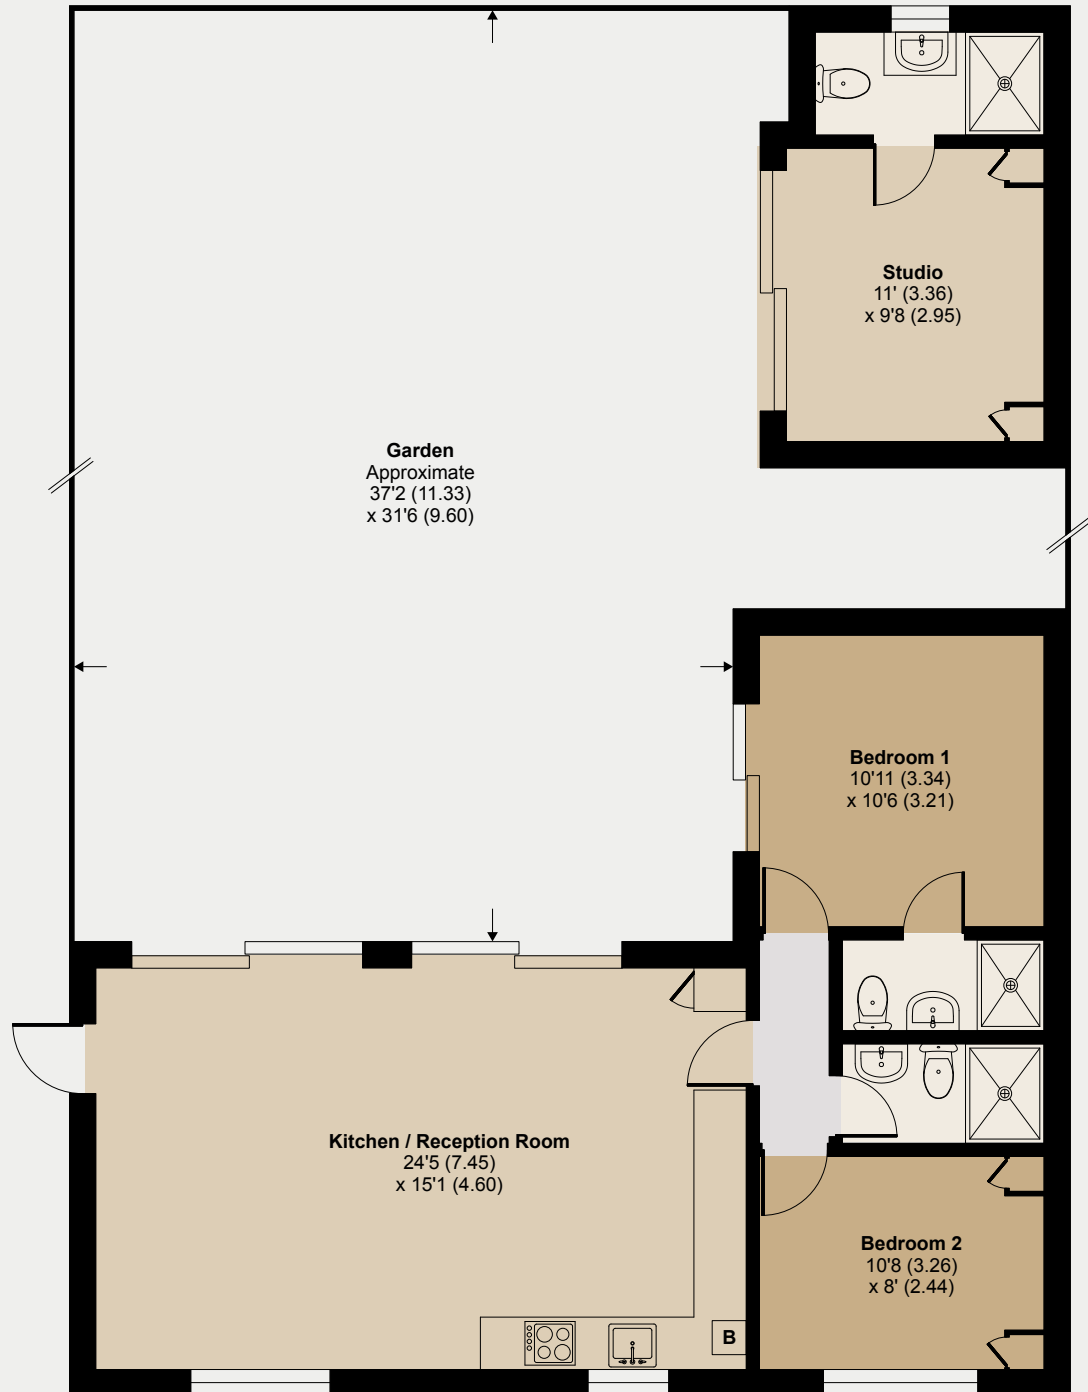 Studio
11' (3.36)
x 9'8 (2.95)
Garden
Approximate
37'2 (11.33)
x 31'6 (9.60)
Bedroom 1
10'11 (3.34)
x 10'6 (3.21)
Kitchen / Reception Room
24'5 (7.45)
x 15'1 (4.60)
Bedroom 2
10'8 (3.26)
x 8' (2.44)
B